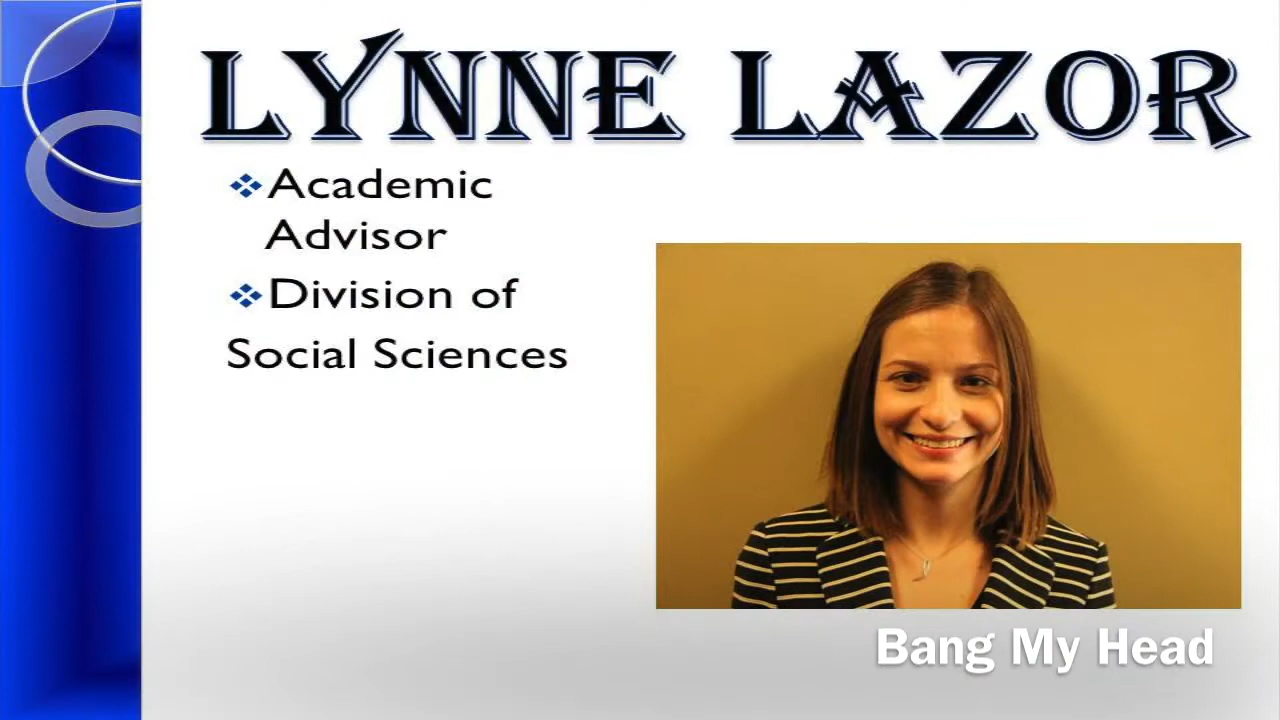 LYNNE LAZOR
Academic
Advisor
Division of
Social Sciences
Bang My Head